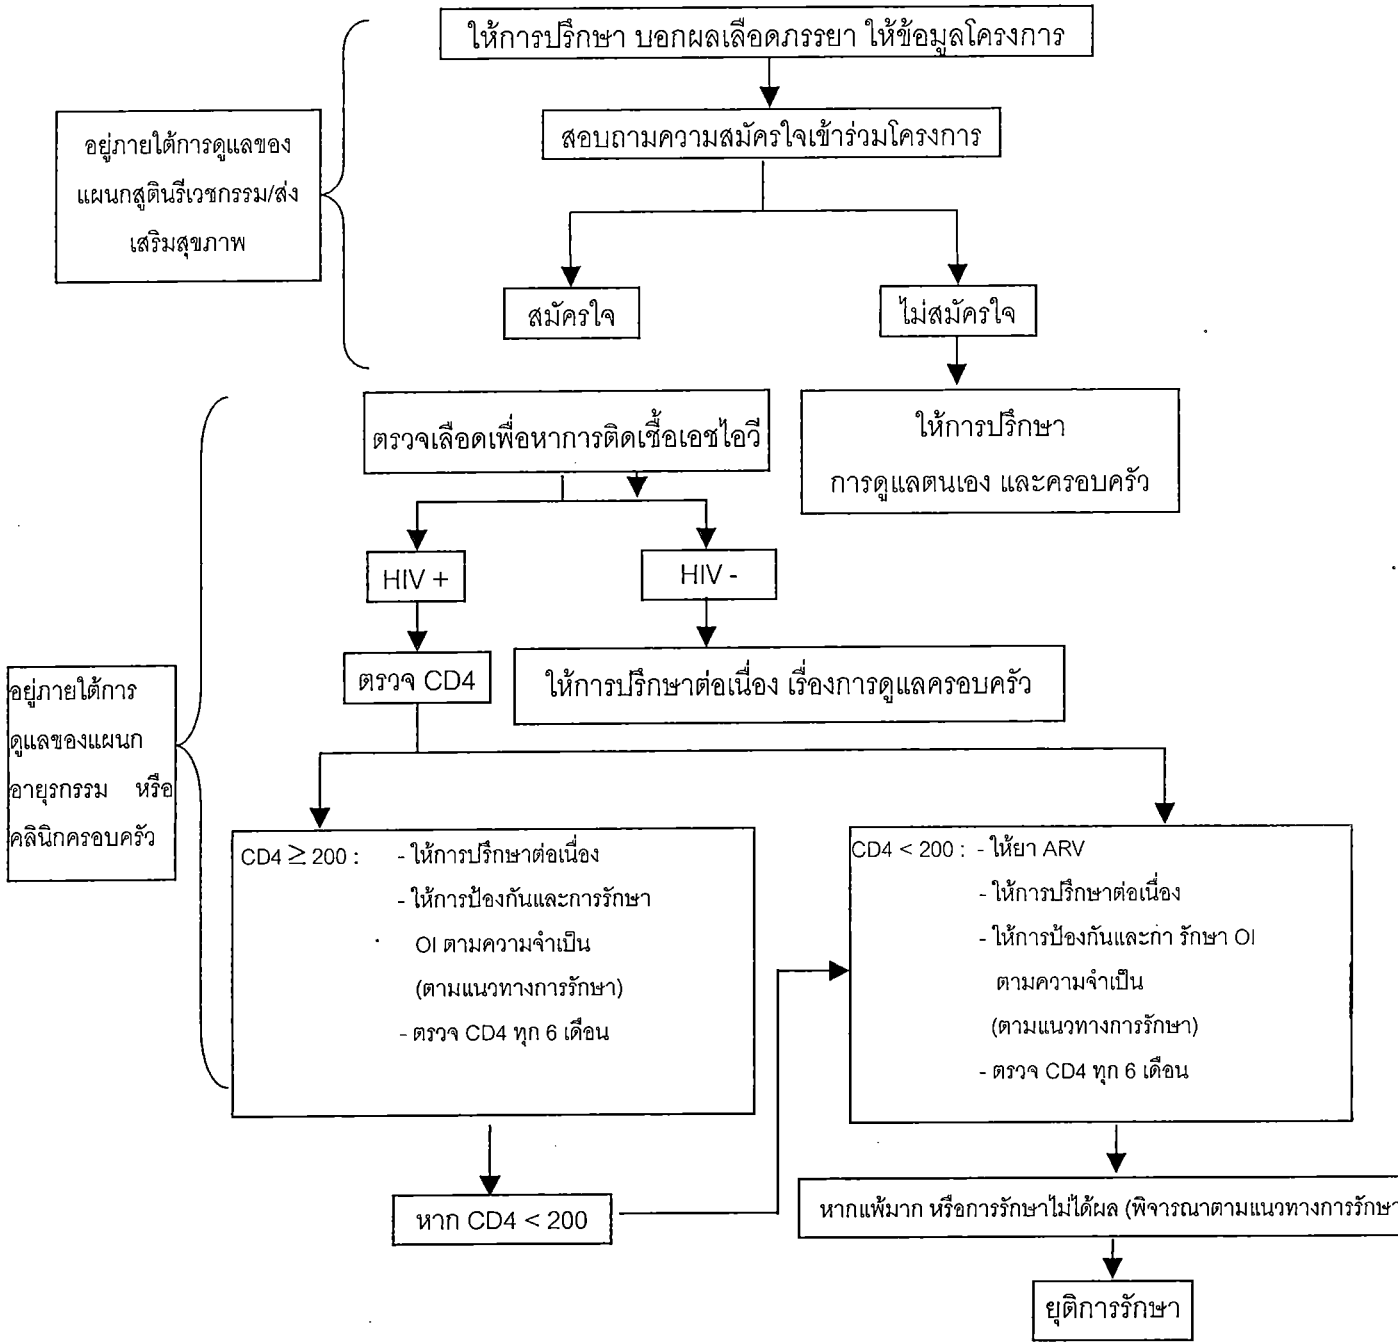 ให้การปรึกษา บอกผลเลือดภรรยา ให้ข้อมูลโครงการ
สอบถามความสมัครใจเข้าร่วมโครงการ
อยู่ภายใต้การดูแลของ
แผนกสูตินรีเวชกรรม/ส่ง
เสริมสุขภาพ
สมัครใจ
ไม่สมัครใจ
ตรวจเลือดเพื่อหาการติดเชื้อเอชไอวี
ให้การปรึกษา
การดูแลตนเอง และครอบครัว
HIV +
HIV -
ตรวจ CD4
ให้การปรึกษาต่อเนื่อง เรื่องการดูแลครอบครัว
อยู่ภายใต้การ
ดูแลของแผนก
อายุรกรรม หรือ
คลินิกครอบครัว
CD4 ≥ 200 : - ให้การปรึกษาต่อเนื่อง
- ให้การป้องกันและการรักษา
OI ตามความจำเป็น
(ตามแนวทางการรักษา)
- ตรวจ CD4 ทุก 6 เดือน
CD4 < 200 : - ให้ยา ARV
- ให้การปรึกษาต่อเนื่อง
- ให้การป้องกันและกา รักษา OI
ตามความจำเป็น
(ตามแนวทางการรักษา)
- ตรวจ CD4 ทุก 6 เดือน
หาก CD4 < 200
หากแพ้มาก หรือการรักษาไม่ได้ผล (พิจารณาตามแนวทางการรักษา
ยุติการรักษา